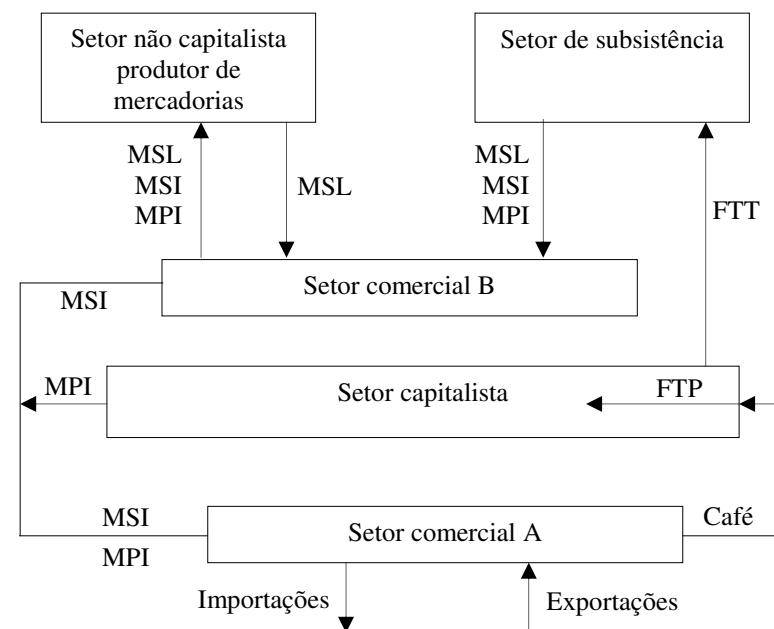 Setor não capitalista
produtor de
mercadorias
Setor de subsistência
MSL
MSI
MPI
MSL
MSL
MSI
MPI
FTT
Setor comercial B
MSI
MPI
Setor capitalista
FTP
MSI
MPI
Setor comercial A
Café
Importações
Exportações